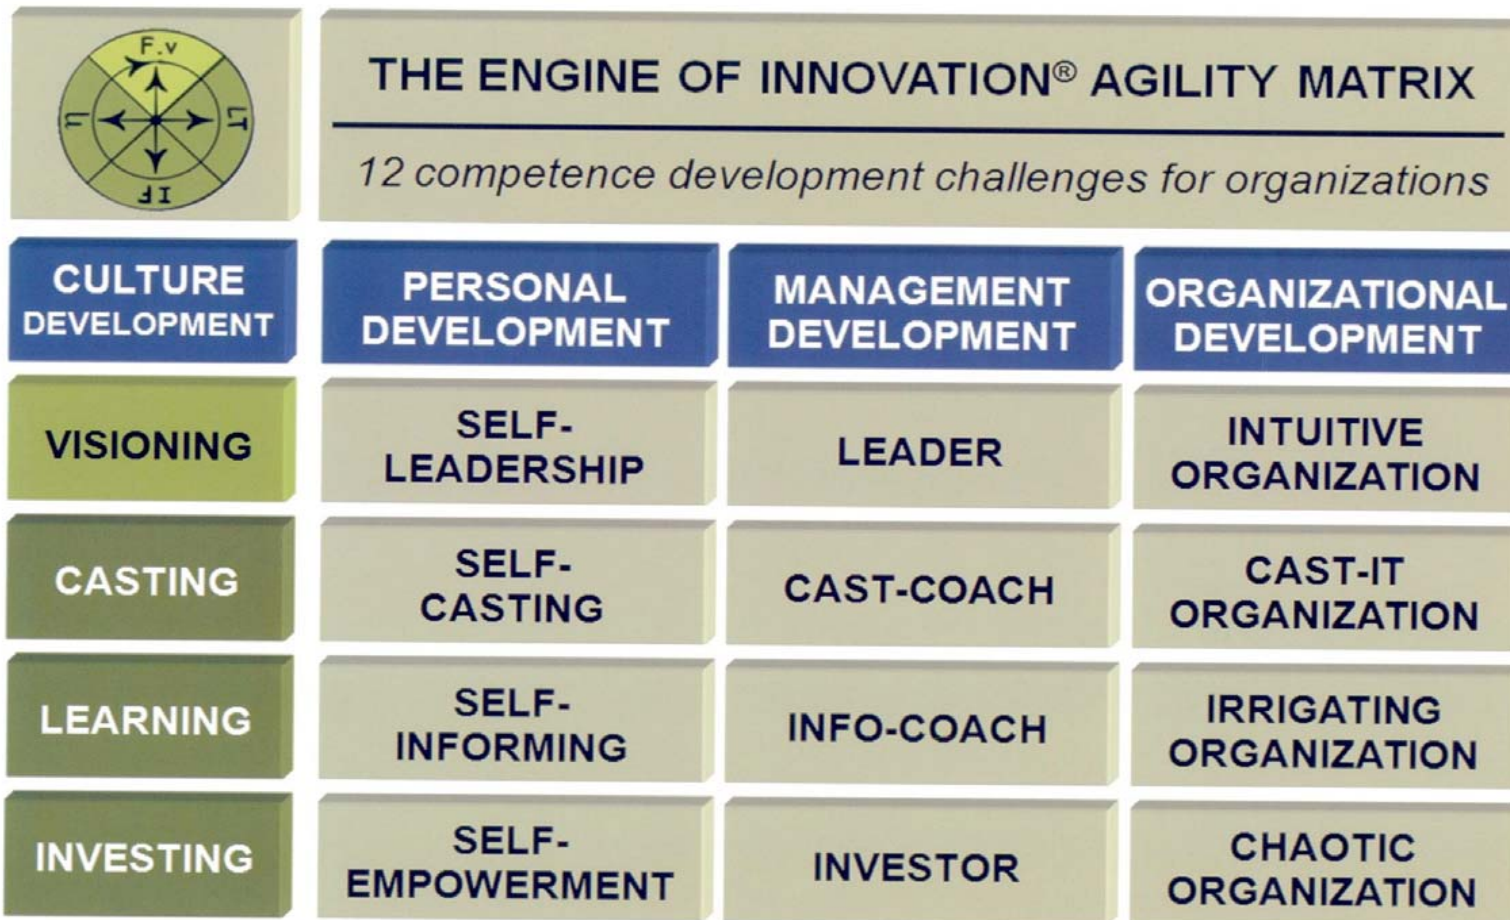 F.v
LT
IF
μ
THE ENGINE OF INNOVATION® AGILITY MATRIX
12 competence development challenges for organizations
CULTURE
DEVELOPMENT
PERSONAL
DEVELOPMENT
MANAGEMENT
DEVELOPMENT
ORGANIZATIONAL
DEVELOPMENT
VISIONING
SELF-
LEADERSHIP
LEADER
INTUITIVE
ORGANIZATION
CASTING
SELF-
CASTING
CAST-COACH
CAST-IT
ORGANIZATION
LEARNING
SELF-
INFORMING
INFO-COACH
IRRIGATING
ORGANIZATION
INVESTING
SELF-
EMPOWERMENT
INVESTOR
CHAOTIC
ORGANIZATION